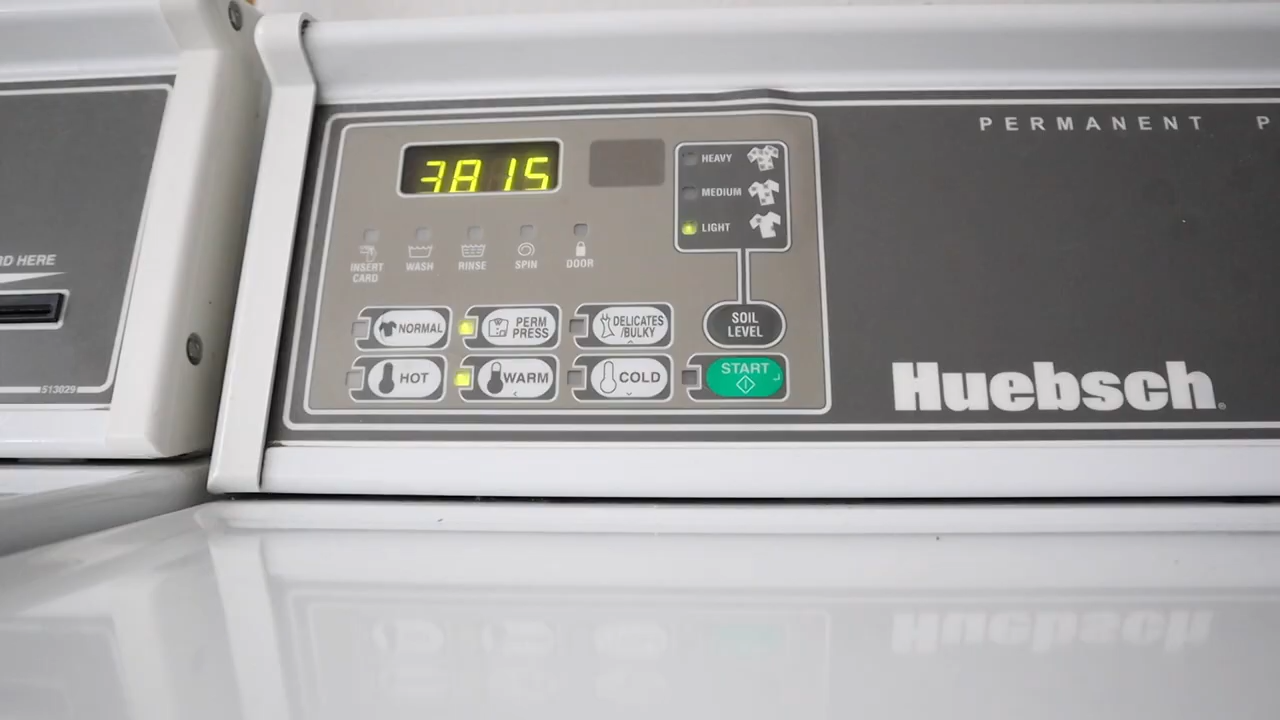 PERMANENT P
3815
HEAVY
MEDIUM
LIGHT
RD HERE
INSERT
CARD
WASH
RINSE
SPIN
DOOR
NORMAL
PERM
PRESS
DELICATES
/BULKY
SOIL
LEVEL
HOT
WARM
COLD
START
Huebsch
513029